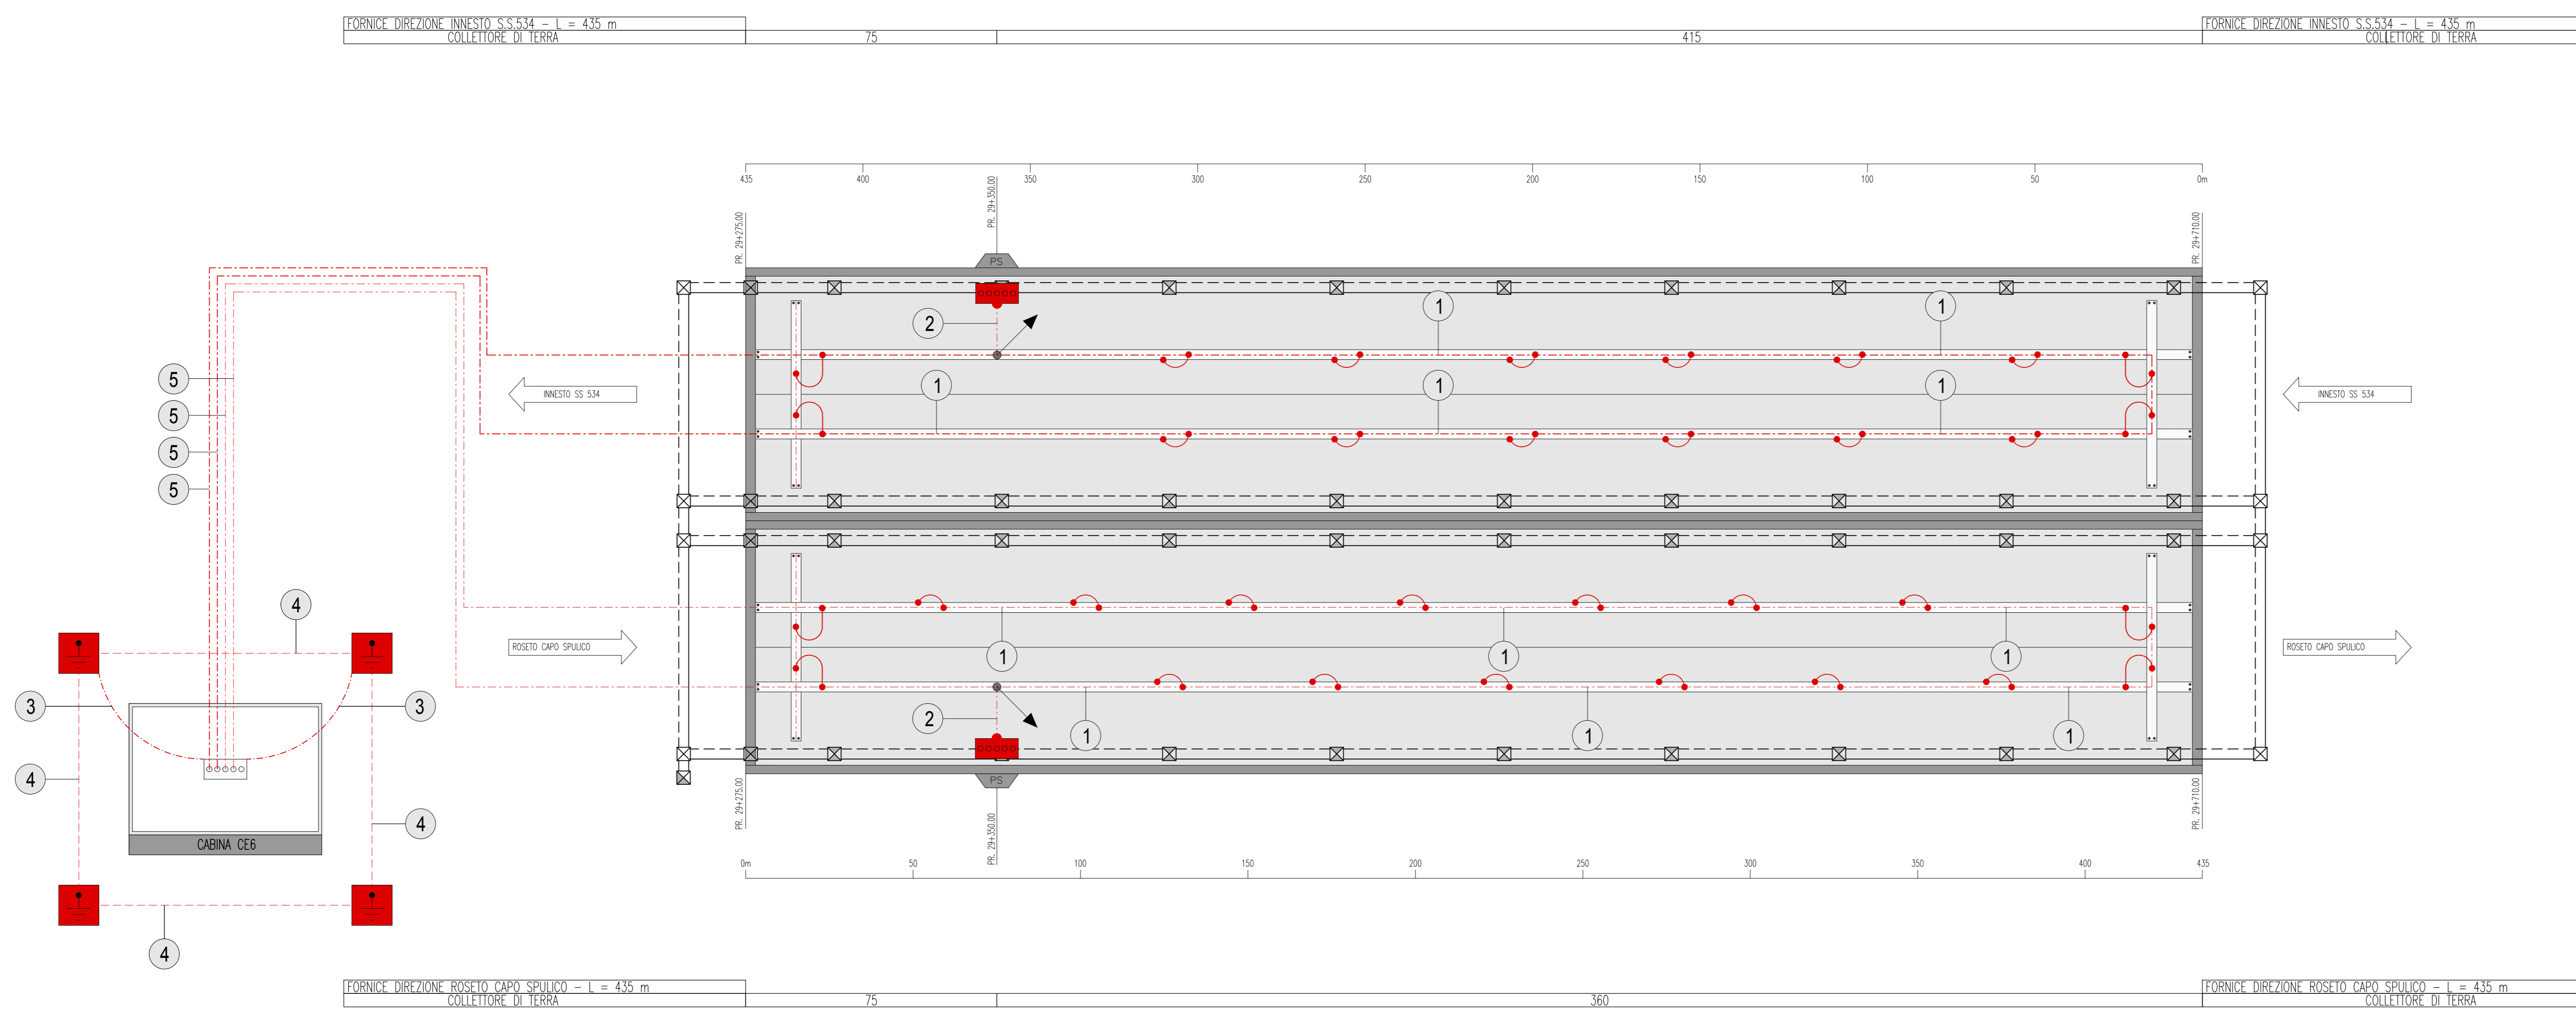 FORNICE DIREZIONE INNESTO S.S.534 - L = 435 m
COLLETTORE DI TERRA
75
415
FORNICE DIREZIONE INNESTO S.S.534 - L = 435 m
COLLETTORE DI TERRA
435
400
350
300
250
200
150
100
50
0m
PR. 29+275.00
PR. 29+350.00
PR. 29+710.00
PS
1
1
2
5
1
1
1
INNESTO SS 534
INNESTO SS 534
5
5
5
4
ROSETO CAPO SPULICO
ROSETO CAPO SPULICO
1
1
1
3
3
2
1
1
1
4
PS
4
CABINA CE6
PR. 29+275.00
PR. 29+350.00
PR. 29+710.00
0m
50
100
150
200
250
300
350
400
435
4
FORNICE DIREZIONE ROSETO CAPO SPULICO - L = 435 m
COLLETTORE DI TERRA
75
360
FORNICE DIREZIONE ROSETO CAPO SPULICO - L = 435 m
COLLETTORE DI TERRA